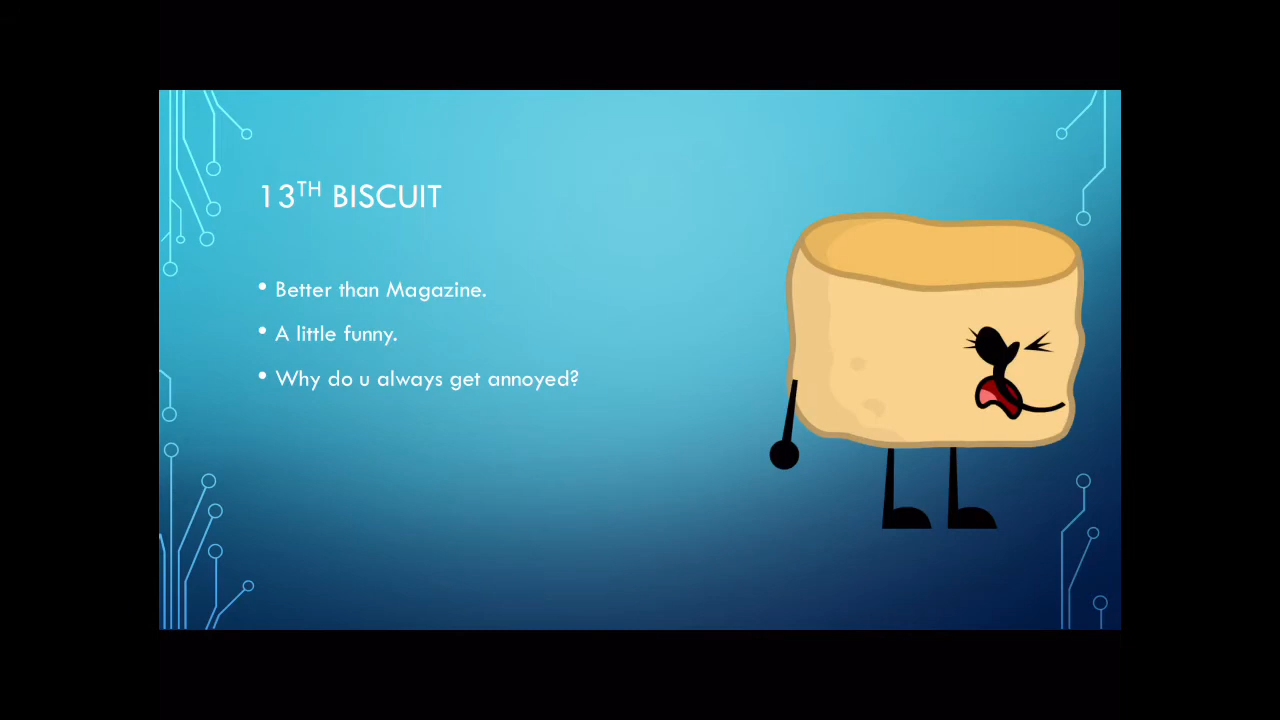 13TH BISCUIT
• Better than Magazine.
• A little funny.
• Why do u always get annoyed?